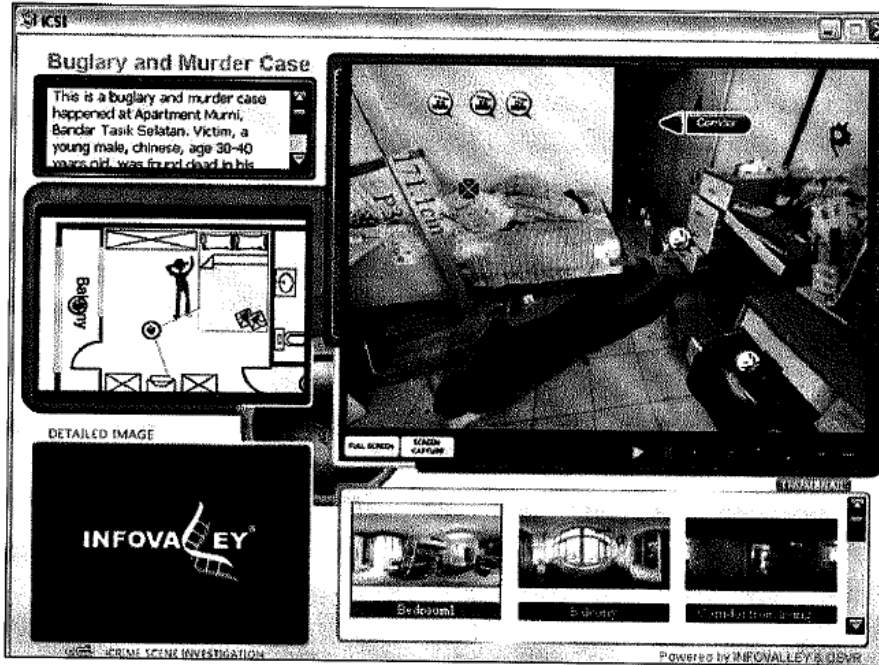 iCSI
Buglary and Murder Case
This is a buglary and murder case
happened at Apartment Murni,
Bandar Tasik Selatan. Victim, a
young male, chinese, age 30-40
years old, was found dead in his
Corridor
171.1cm
Balcony
DETAILED IMAGE
FULL SCREEN
SCREEN
CAPTURE
THUMBNAIL
INFOVALLEY®
Bedroom1
Balcony
CRIME SCENE INVESTIGATION
Powered by INFOVALLEY &